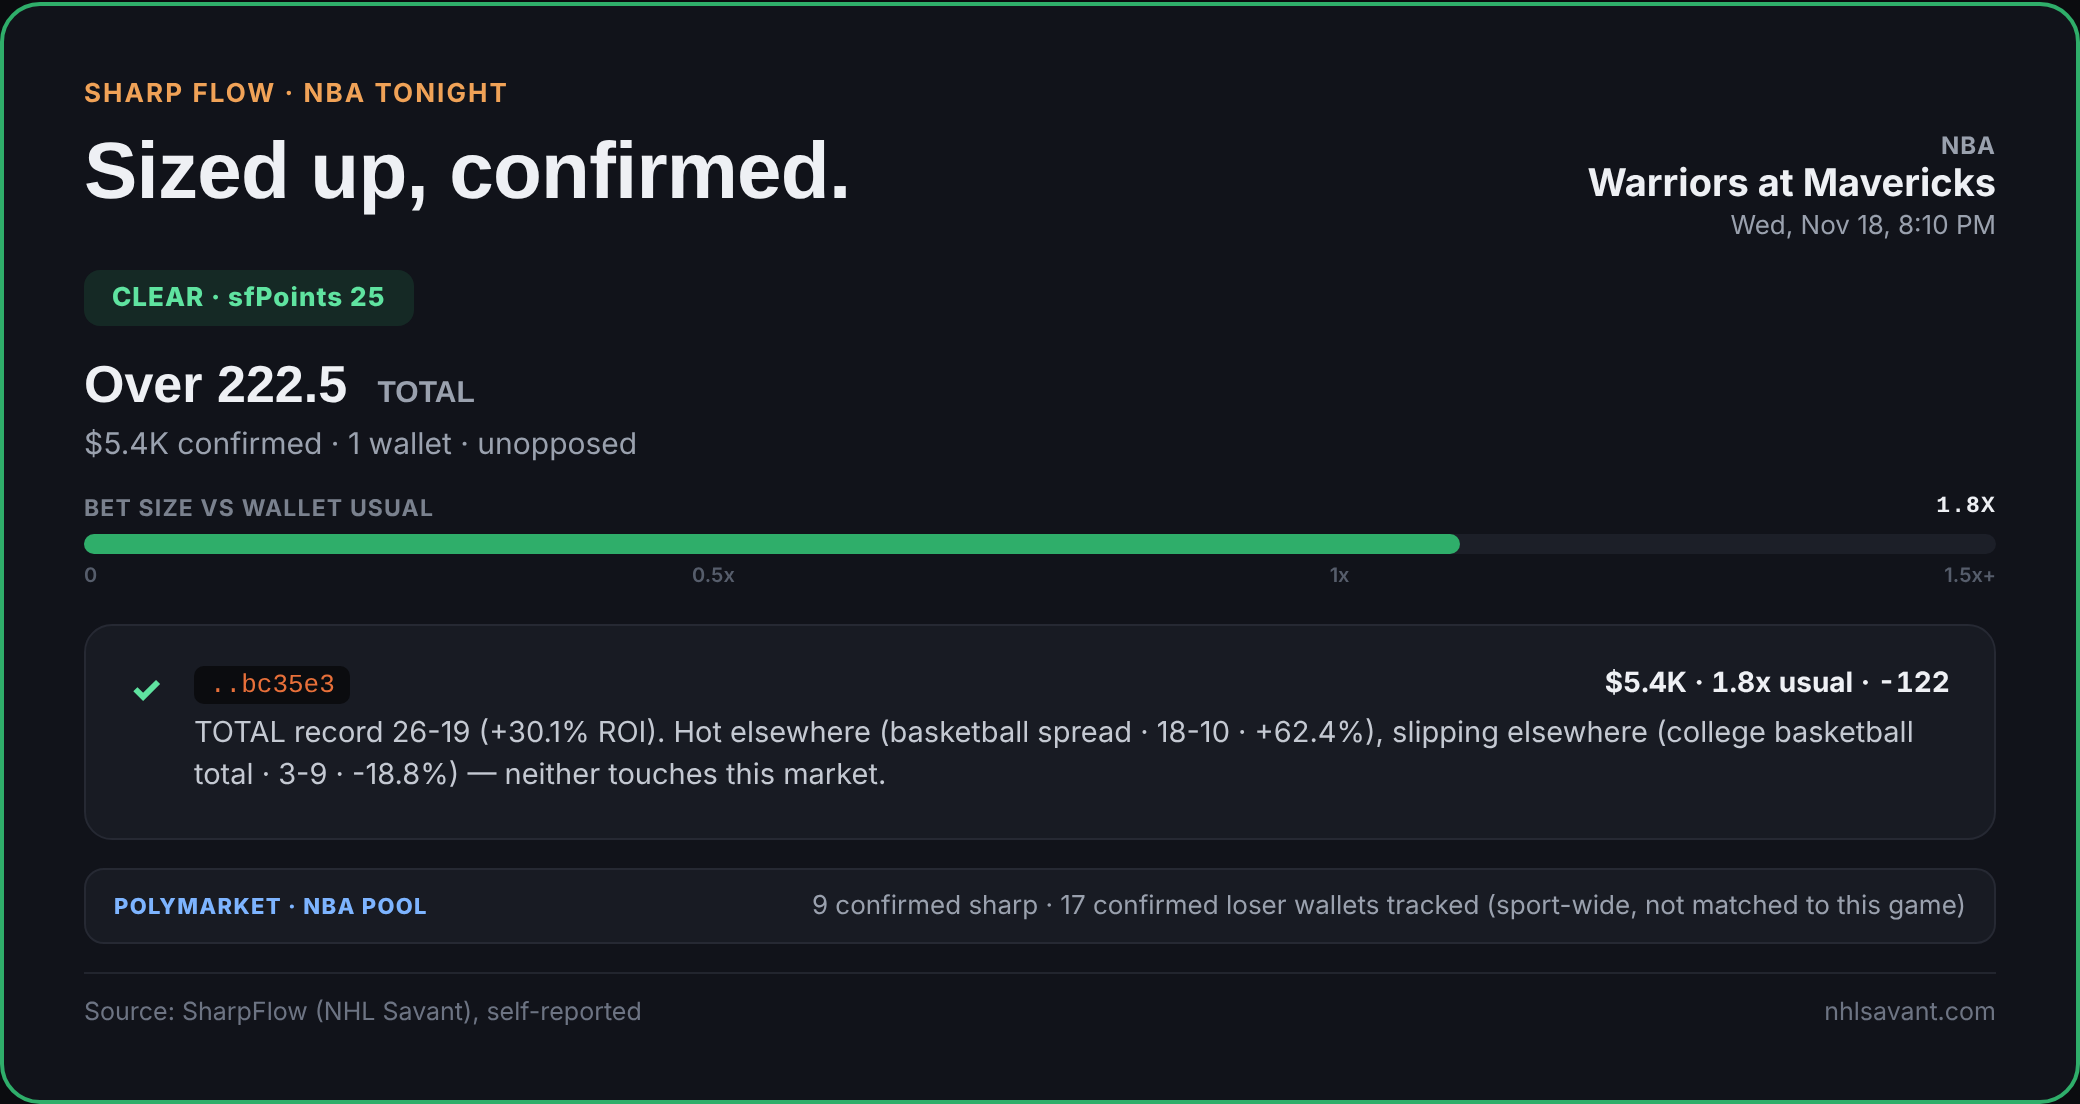 SHARP FLOW · NBA TONIGHT
Sized up, confirmed.
NBA
Warriors at Mavericks
Wed, Nov 18, 8:10 PM
CLEAR · sfPoints 25
Over 222.5 TOTAL
$5.4K confirmed · 1 wallet · unopposed
BET SIZE VS WALLET USUAL 1.8X
0 0.5x 1x 1.5x+
..bc35e3 $5.4K · 1.8x usual · -122
TOTAL record 26-19 (+30.1% ROI). Hot elsewhere (basketball spread · 18-10 · +62.4%), slipping elsewhere (college basketball
total · 3-9 · -18.8%) — neither touches this market.
POLYMARKET · NBA POOL 9 confirmed sharp · 17 confirmed loser wallets tracked (sport-wide, not matched to this game)
Source: SharpFlow (NHL Savant), self-reported nhlsavant.com